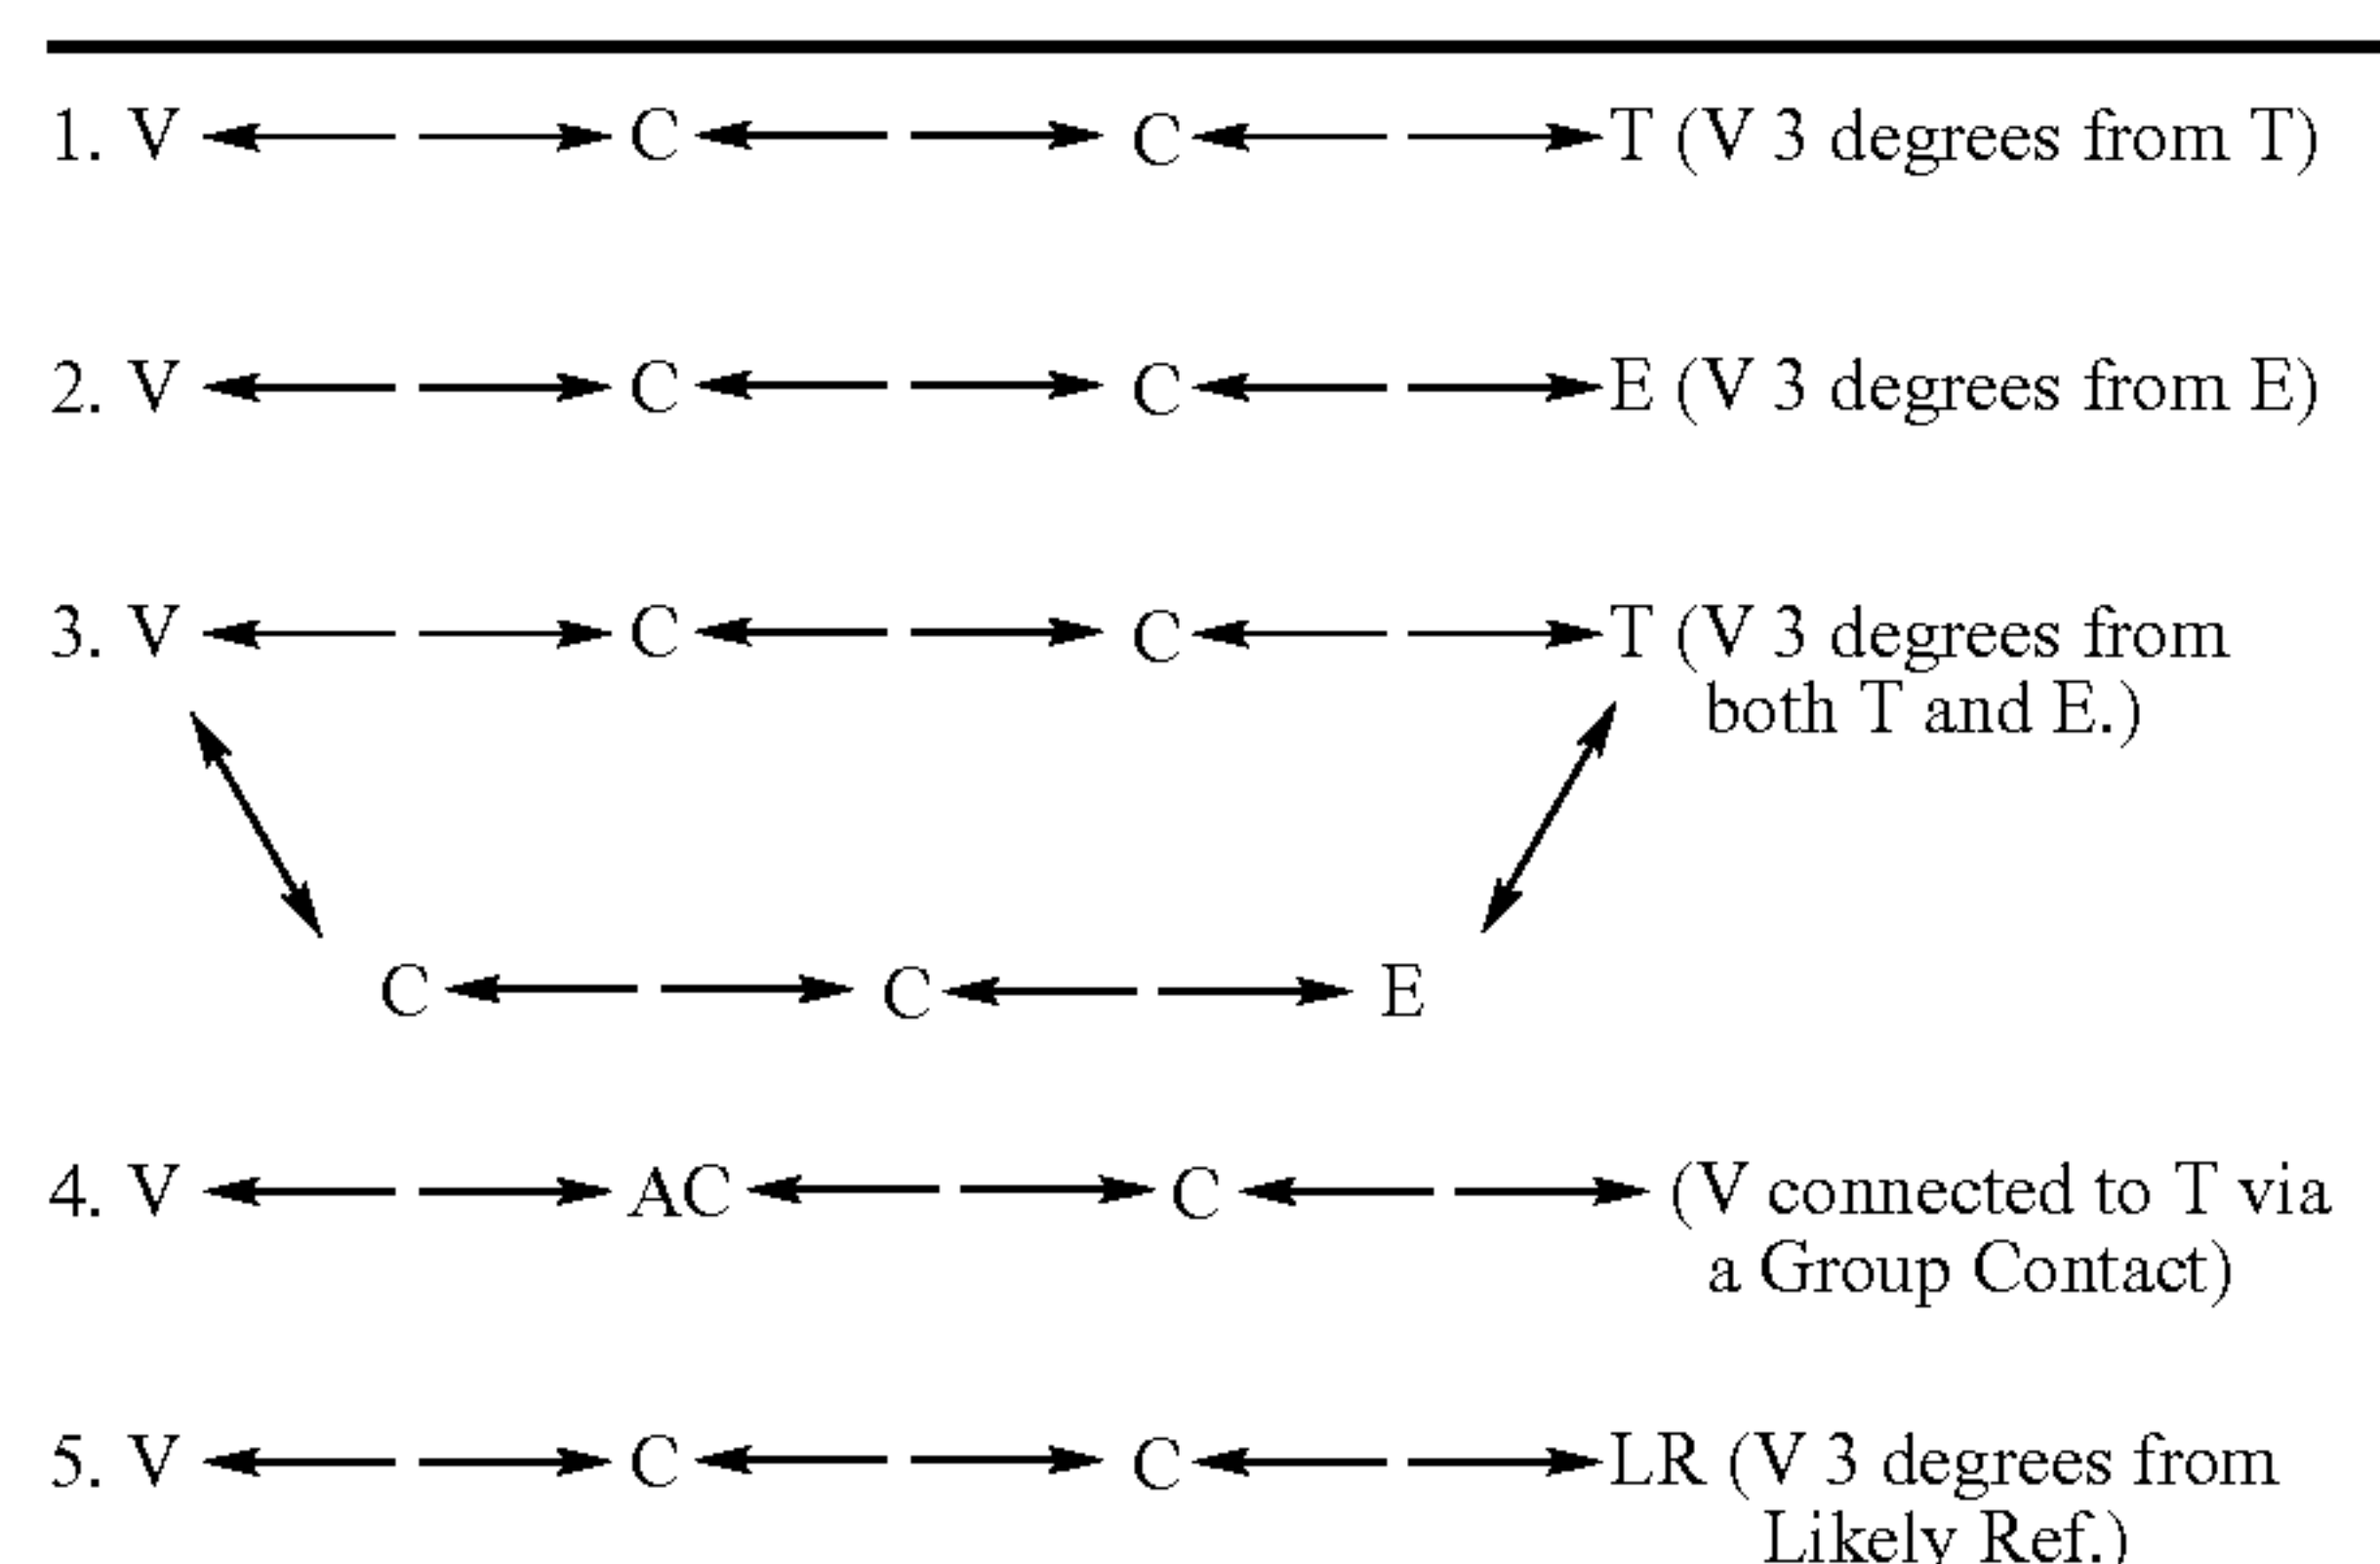 1. V C C T (V 3 degrees from T)
2. V C C E (V 3 degrees from E)
3. V C C T (V 3 degrees from
both T and E.)
C C E
4. V AC C (V connected to T via
a Group Contact)
5. V C C LR (V 3 degrees from
Likely Ref.)